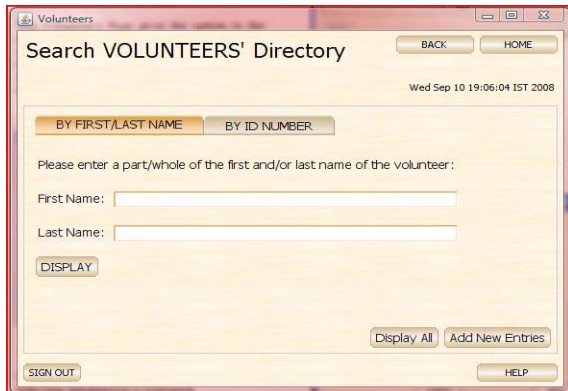 Volunteers
Search VOLUNTEERS' Directory
BACK
HOME
Wed Sep 10 19:06:04 IST 2008
BY FIRST/LAST NAME
BY ID NUMBER
Please enter a part/whole of the first and/or last name of the volunteer:
First Name:
Last Name:
DISPLAY
Display All
Add New Entries
SIGN OUT
HELP